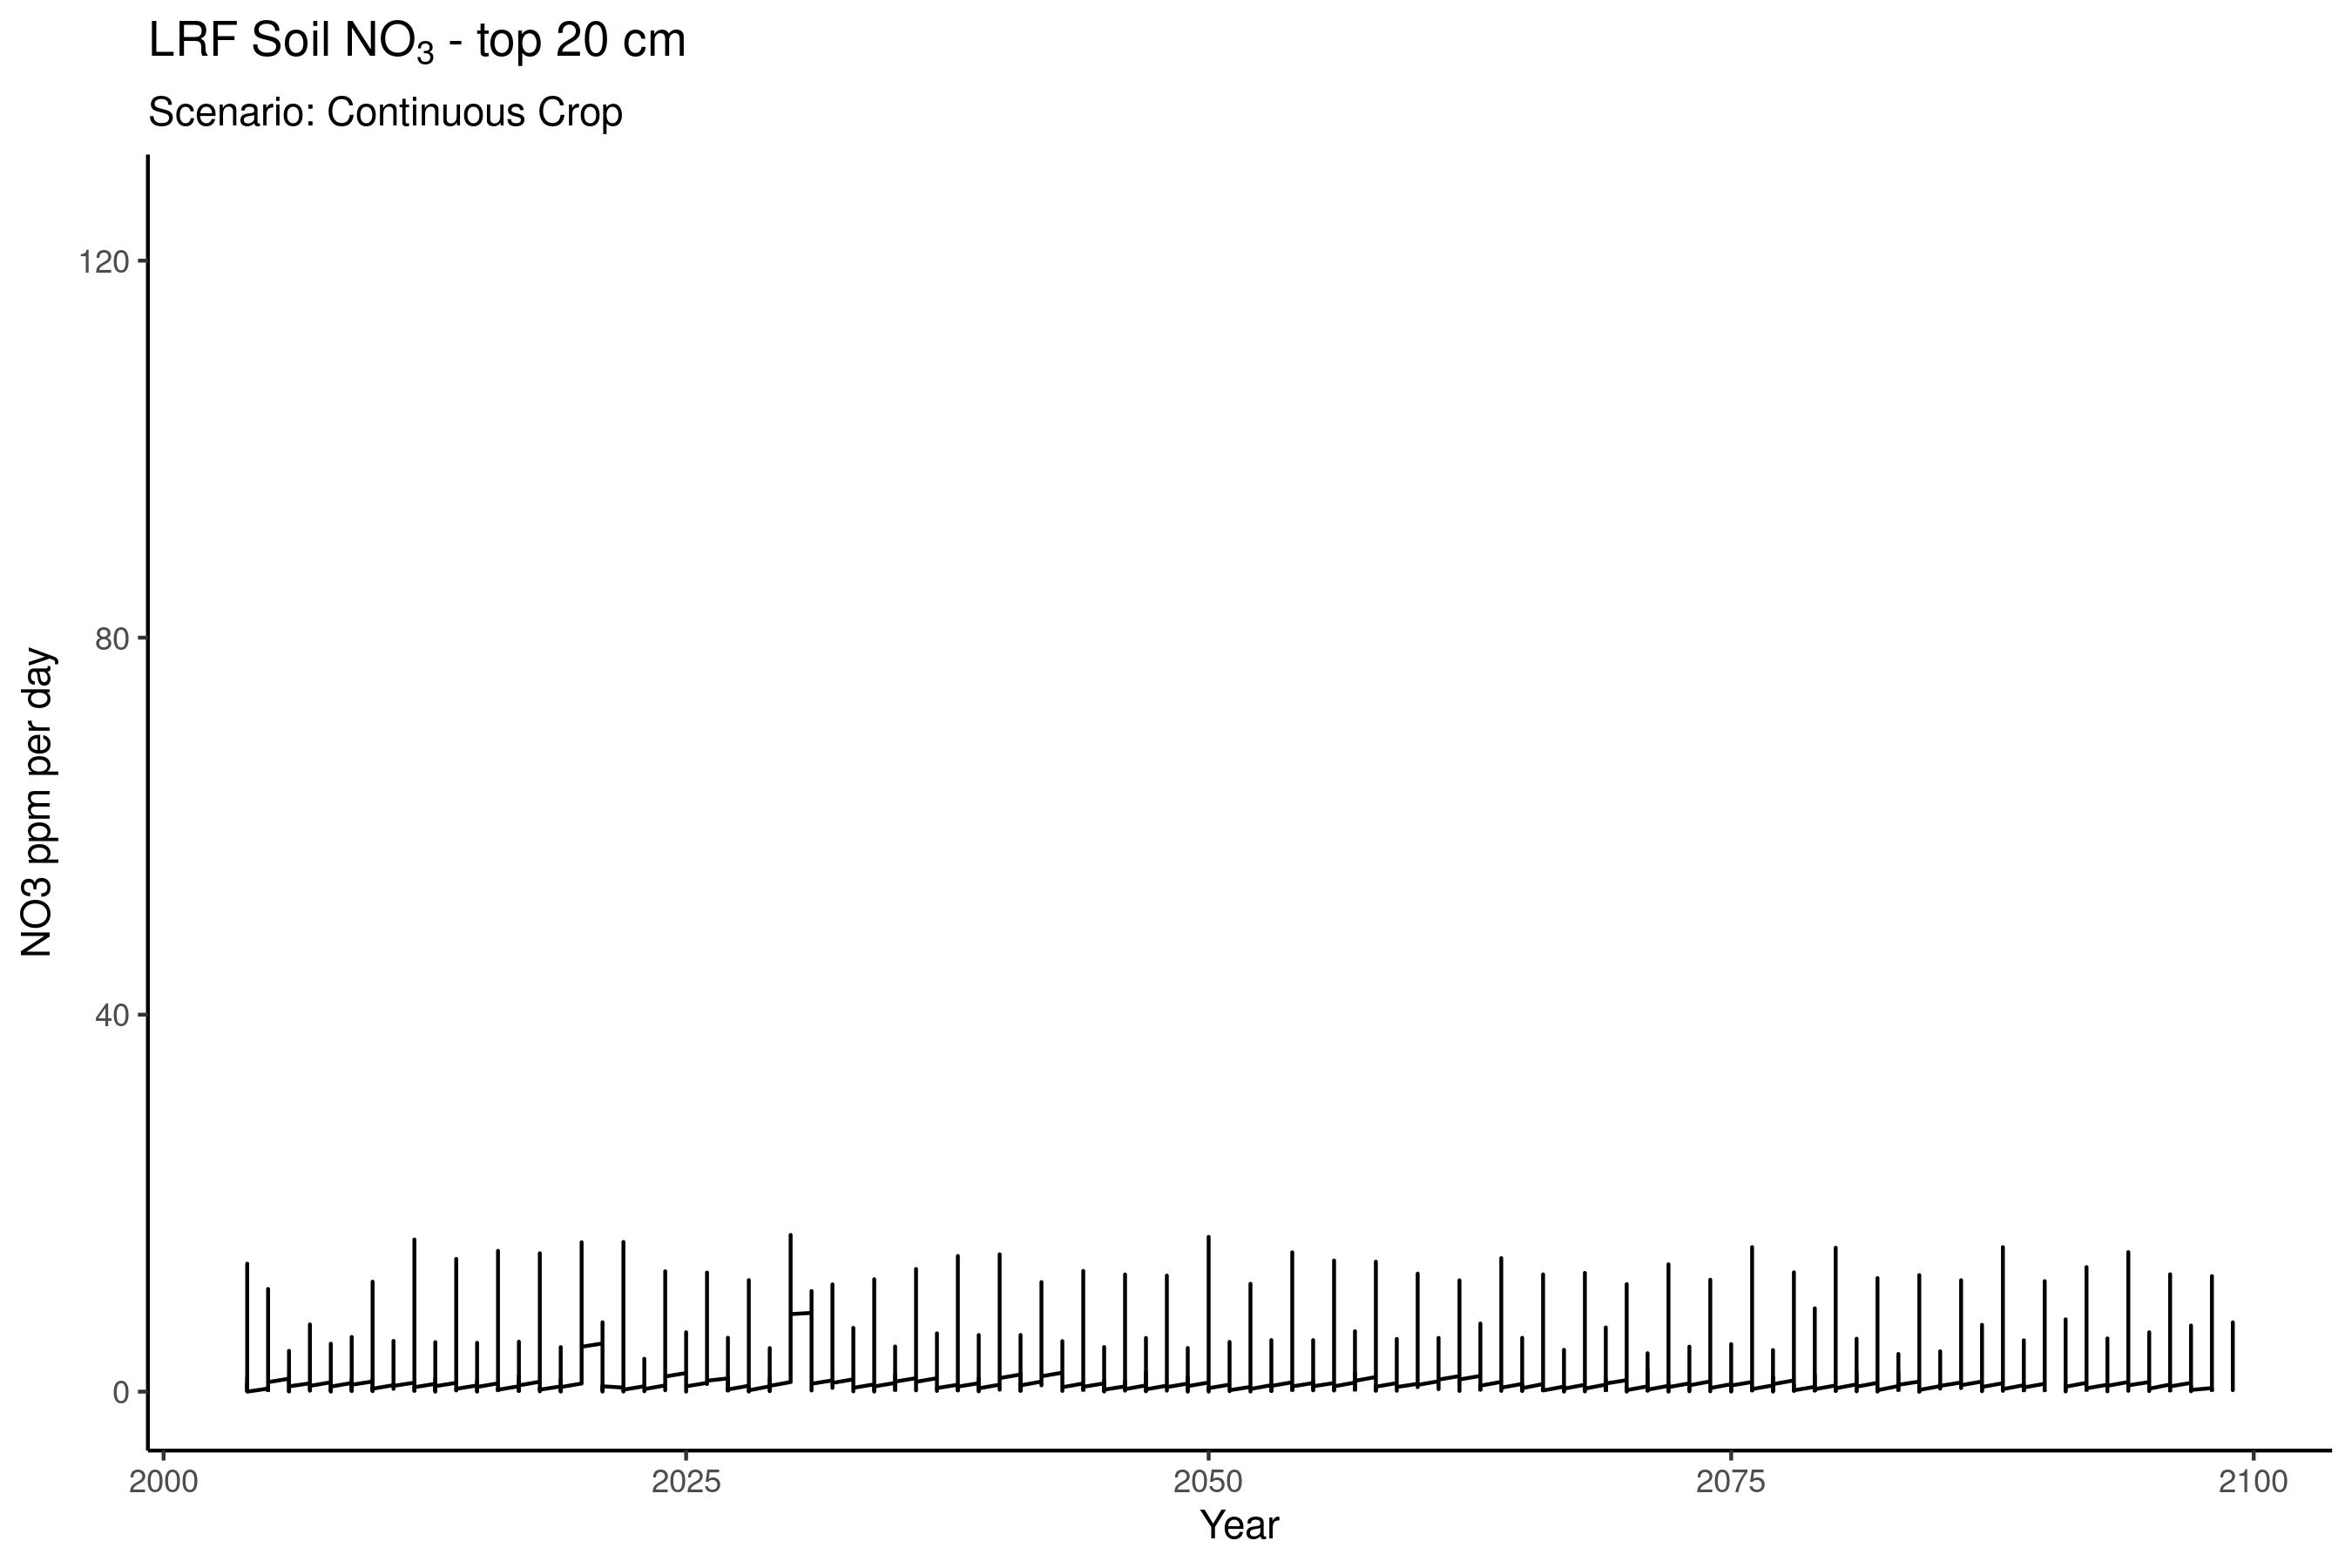 LRF Soil NO₃ - top 20 cm
Scenario: Continuous Crop
NO3 ppm per day
120
80
40
0
2000 2025 2050 2075 2100
Year